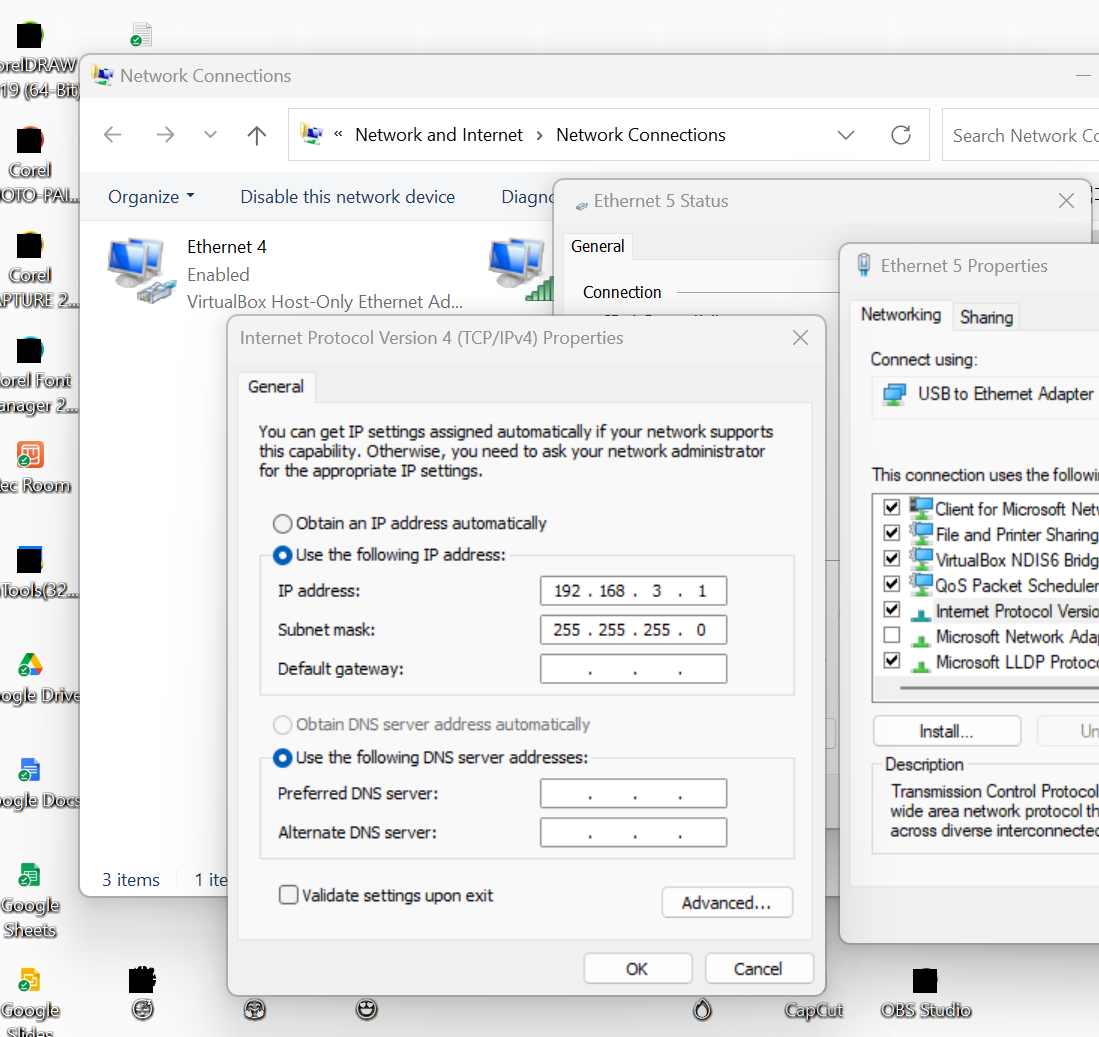 orelDRAW
19 (64-Bit)
Corel
OTO-PAI...
Corel
APTURE 2...
orel Font
anager 2...
ec Room
Tools(32...
ogle Drive
ogle Docs
Google
Sheets
Google
Slides
CapCut
OBS Studio
Network Connections
« Network and Internet › Network Connections
Search Network Co
Organize
Disable this network device
Diagno
Ethernet 4
Enabled
VirtualBox Host-Only Ethernet Ad...
3 items
1 ite
Ethernet 5 Status
General
Connection
Ethernet 5 Properties
Networking
Sharing
Connect using:
USB to Ethernet Adapter
This connection uses the followin
Client for Microsoft Netw
File and Printer Sharing
VirtualBox NDIS6 Bridg
QoS Packet Scheduler
Internet Protocol Versio
Microsoft Network Adap
Microsoft LLDP Protoco
Install...
Un
Description
Transmission Control Protocol
wide area network protocol th
across diverse interconnected
Internet Protocol Version 4 (TCP/IPv4) Properties
General
You can get IP settings assigned automatically if your network supports
this capability. Otherwise, you need to ask your network administrator
for the appropriate IP settings.
Obtain an IP address automatically
Use the following IP address:
IP address:
192 . 168 . 3 . 1
Subnet mask:
255 . 255 . 255 . 0
Default gateway:
. . .
Obtain DNS server address automatically
Use the following DNS server addresses:
Preferred DNS server:
. . .
Alternate DNS server:
. . .
Validate settings upon exit
Advanced...
OK
Cancel